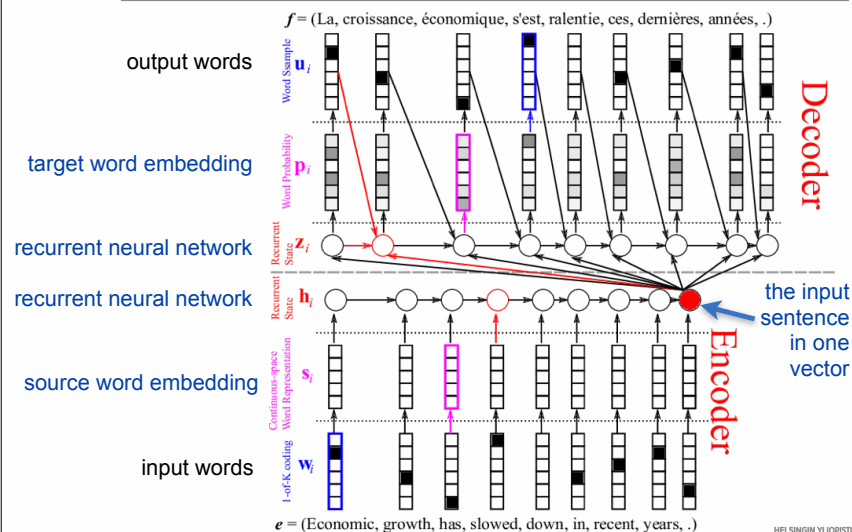 f = (La, croissance, économique, s'est, ralentie, ces, dernières, années, .)
output words
Word Ssample
u_i
Decoder
target word embedding
Word Probability
p_i
recurrent neural network
Recurrent
State
z_i
recurrent neural network
Recurrent
State
h_i
the input
sentence
in one
vector
Encoder
source word embedding
Continuous-space
Word Representation
s_i
input words
1-of-K coding
w_i
e = (Economic, growth, has, slowed, down, in, recent, years, .)
HELSINGIN YLIOPISTO